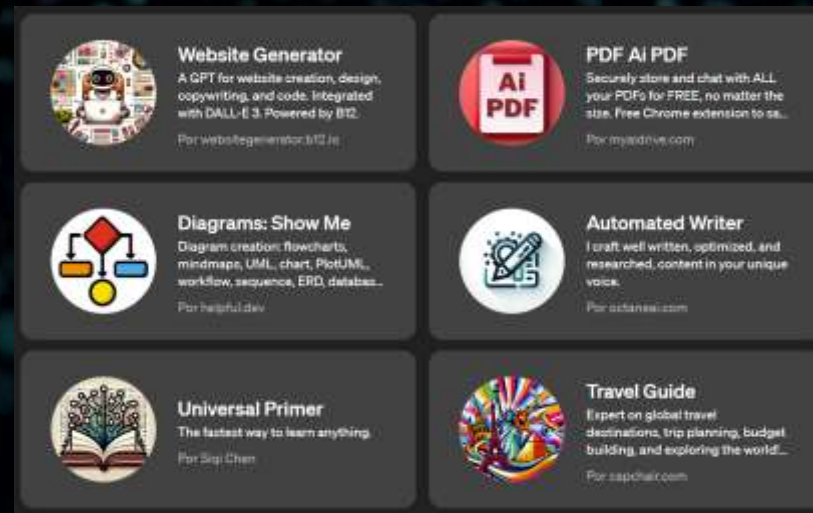 Website Generator
A GPT for website creation, design,
copywriting, and code. Integrated
with DALL-E 3. Powered by B12.
Por websitegenerator.b12.io
PDF Ai PDF
Securely store and chat with ALL
your PDFs for FREE, no matter the
size. Free Chrome extension to sa...
Por myaidrive.com
Ai
PDF
Diagrams: Show Me
Diagram creation: flowcharts,
mindmaps, UML, chart, PlotUML,
workflow, sequence, ERD, databas...
Por helpful.dev
Automated Writer
I craft well written, optimized, and
researched, content in your unique
voice.
Por octaneai.com
Universal Primer
The fastest way to learn anything.
Por Siqi Chen
Travel Guide
Expert on global travel
destinations, trip planning, budget
building, and exploring the world!...
Por capchair.com